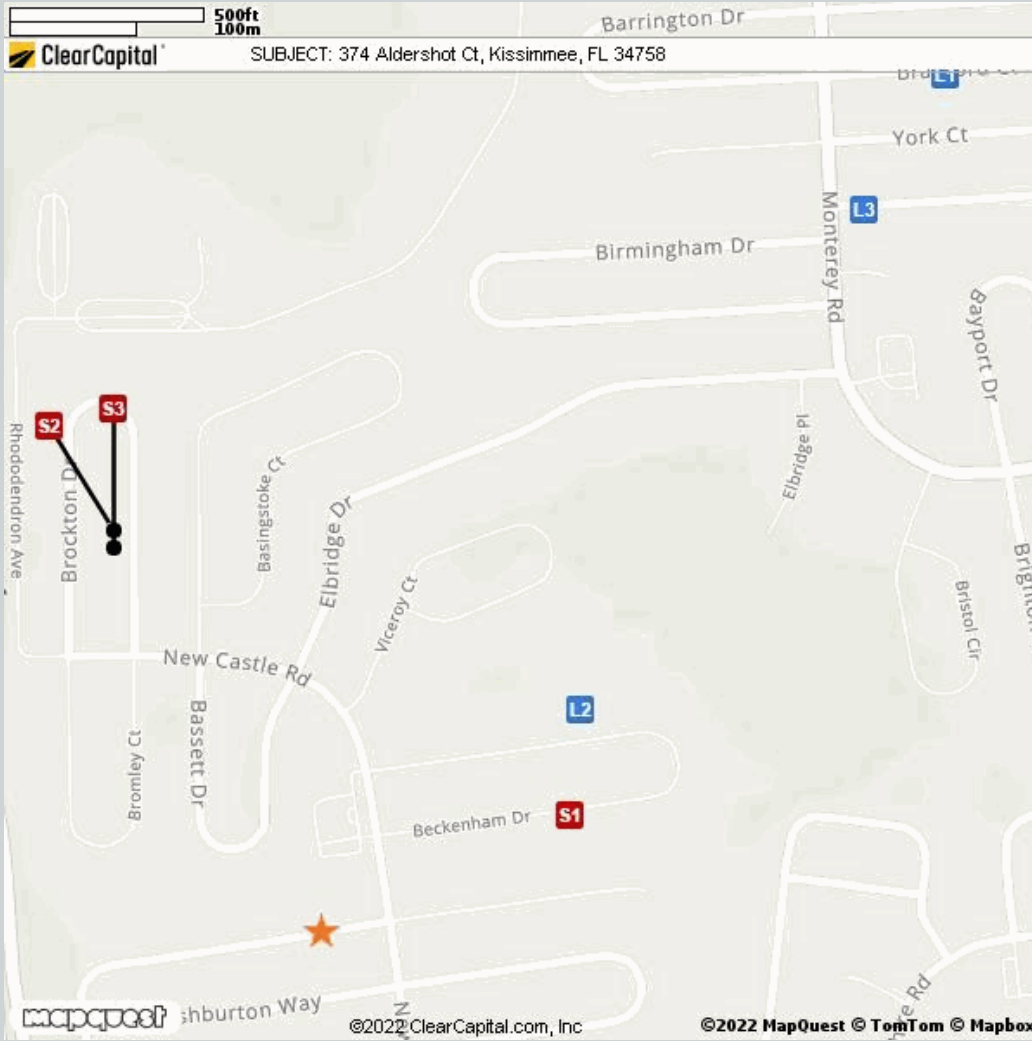 500ft
100m
Barrington Dr
ClearCapital
SUBJECT: 374 Aldershot Ct, Kissimmee, FL 34758
L1
York Ct
L3
Monterey Rd
Birmingham Dr
Bayport Dr
S3
S2
Rhododendron Ave
Brockton D
Basingstoke Ct
Elbridge Pl
Elbridge Dr
Viceroy Ct
Bristol Cir
New Castle Rd
Bassett Dr
L2
Bromley Ct
Beckenham Dr
S1
mapquest
shburton Way
©2022 ClearCapital.com, Inc
©2022 MapQuest © TomTom © Mapbox